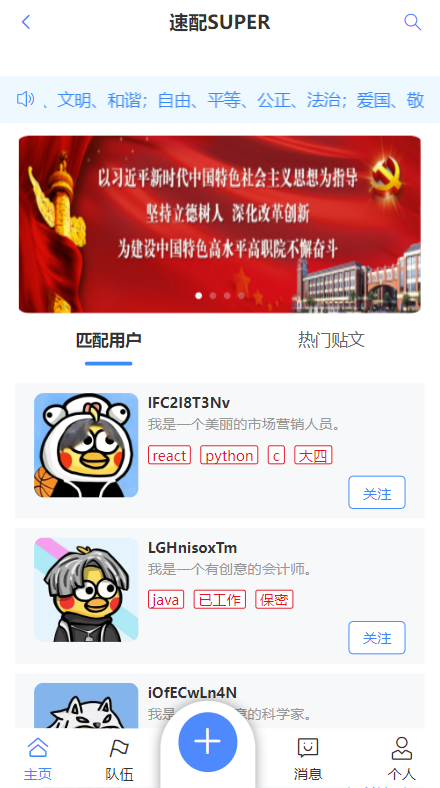 速配SUPER
、文明、和谐；自由、平等、公正、法治；爱国、敬
以习近平新时代中国特色社会主义思想为指导
坚持立德树人 深化改革创新
为建设中国特色高水平高职院不懈奋斗
匹配用户
热门贴文
IFC2I8T3Nv
我是一个美丽的市场营销人员。
react python c 大四
关注
LGHnisoxTm
我是一个有创意的会计师。
java 已工作 保密
关注
iOfECwLn4N
意的科学家。
主页
队伍
消息
个人